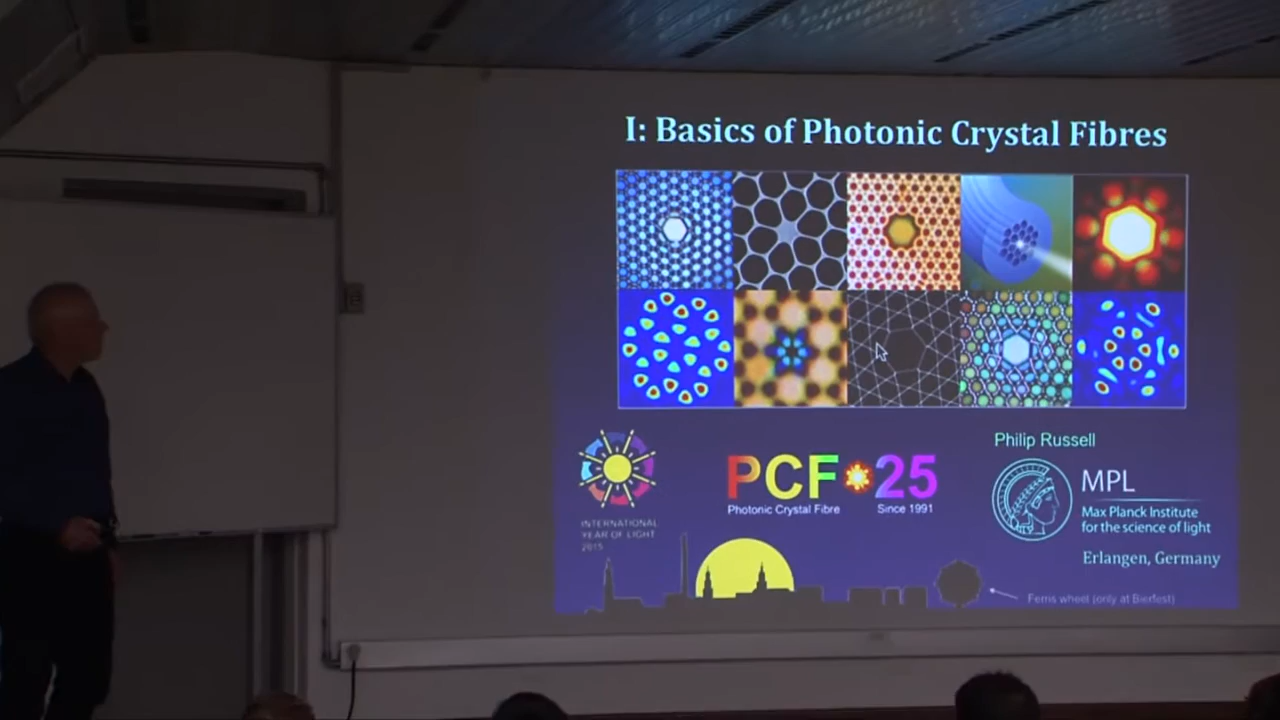 I: Basics of Photonic Crystal Fibres
Philip Russell
PCF 25
Photonic Crystal Fibre Since 1991
MPL
Max Planck Institute
for the science of light
INTERNATIONAL
YEAR OF LIGHT
2015
Erlangen, Germany
Ferris wheel (only at Bierfest)